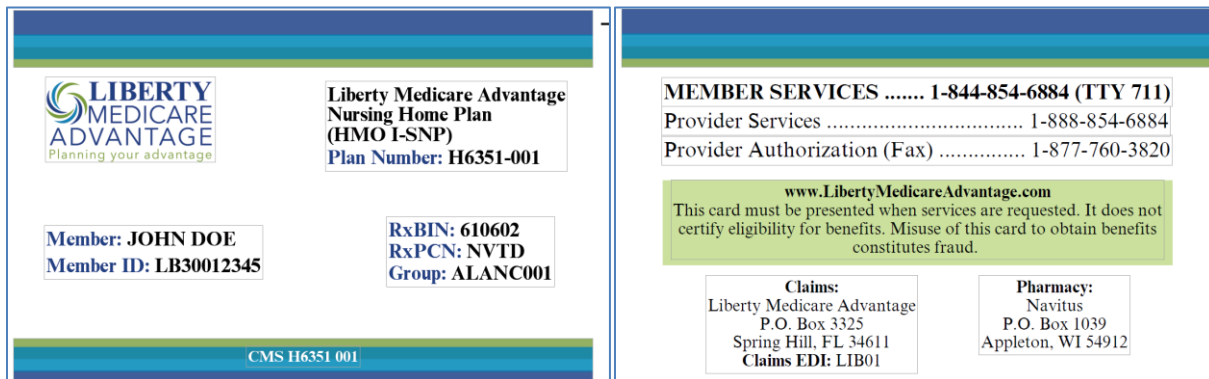 LIBERTY
MEDICARE
ADVANTAGE
Planning your advantage
Liberty Medicare Advantage
Nursing Home Plan
(HMO I-SNP)
Plan Number: H6351-001
Member: JOHN DOE
Member ID: LB30012345
RxBIN: 610602
RxPCN: NVTD
Group: ALANC001
CMS H6351 001
MEMBER SERVICES ....... 1-844-854-6884 (TTY 711)
Provider Services .................................. 1-888-854-6884
Provider Authorization (Fax) ............... 1-877-760-3820
www.LibertyMedicareAdvantage.com
This card must be presented when services are requested. It does not
certify eligibility for benefits. Misuse of this card to obtain benefits
constitutes fraud.
Claims:
Liberty Medicare Advantage
P.O. Box 3325
Spring Hill, FL 34611
Claims EDI: LIB01
Pharmacy:
Navitus
P.O. Box 1039
Appleton, WI 54912